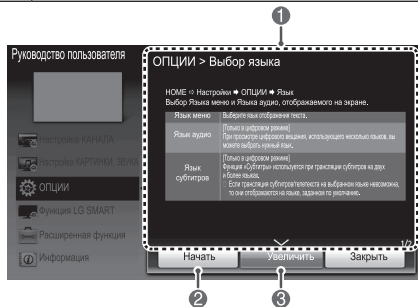 1
Руководство пользователя
ОПЦИИ > Выбор языка
HOME ⇨ Настройки ➡ ОПЦИИ ➡ Язык
Выбор Языка меню и Языка аудио, отображаемого на экране.
Язык меню
Выберите язык отображения текста.
Язык аудио
[Только в цифровом режиме]
При просмотре цифрового вещания, использующего несколько языков, вы
можете выбрать нужный язык.
Язык
субтитров
[Только в цифровом режиме]
Функция «Субтитры» используется при трансляции субтитров на двух
и более языках.
Если трансляция субтитров/телетекста на выбранном языке невозможна,
то они отображаются на языке, заданном по умолчанию.
Настройка КАНАЛА
Настройка КАРТИНКИ, ЗВУКА
ОПЦИИ
Функция LG SMART
Расширенная функция
Информация
1/2
Начать
Увеличить
Закрыть
2
3